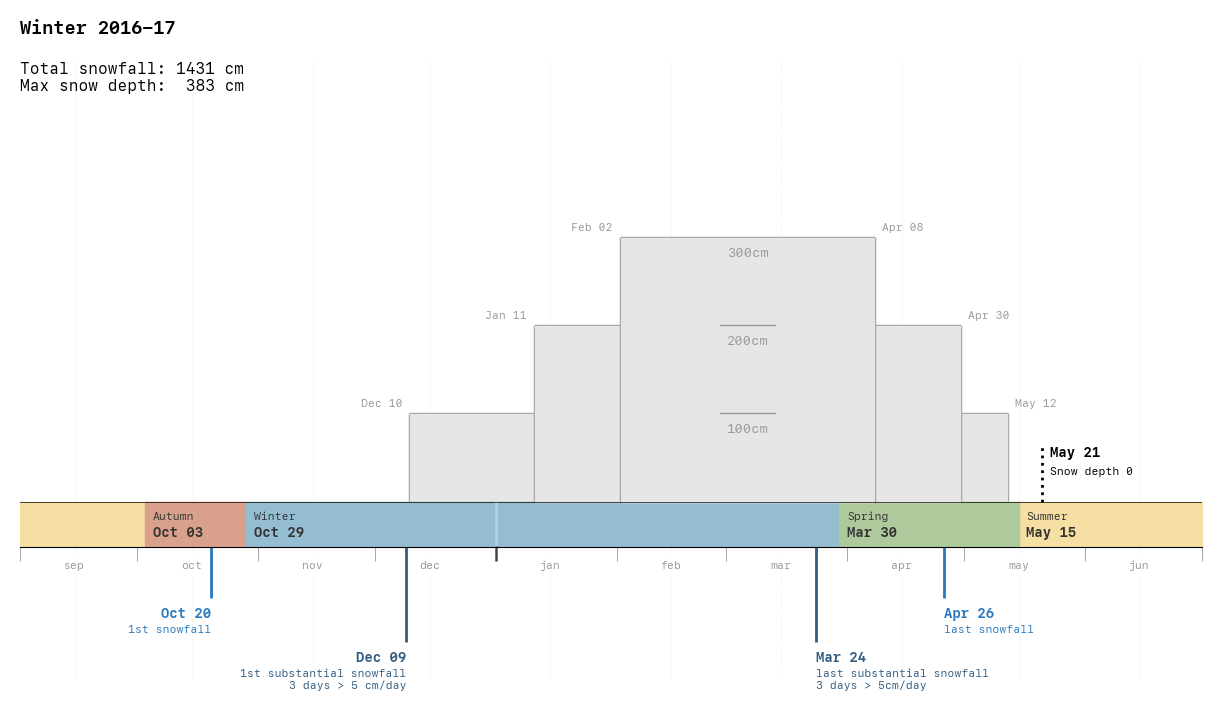 Winter 2016–17
Total snowfall: 1431 cm
Max snow depth:  383 cm
Feb 02
Apr 08
300cm
Jan 11
Apr 30
200cm
Dec 10
May 12
100cm
May 21
Snow depth 0
Autumn
Oct 03
Winter
Oct 29
Spring
Mar 30
Summer
May 15
sep
oct
nov
dec
jan
feb
mar
apr
may
jun
Oct 20
1st snowfall
Apr 26
last snowfall
Dec 09
1st substantial snowfall
3 days > 5 cm/day
Mar 24
last substantial snowfall
3 days > 5cm/day